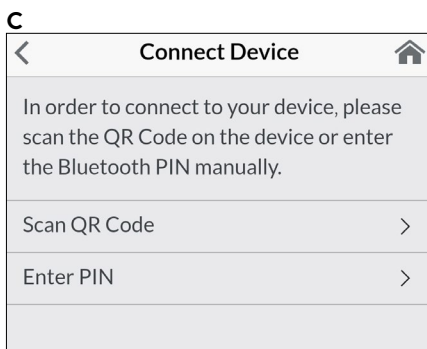 C
Connect Device
In order to connect to your device, please
scan the QR Code on the device or enter
the Bluetooth PIN manually.
Scan QR Code
Enter PIN